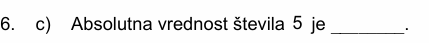 6. c) Absolutna vrednost števila 5 je _______.